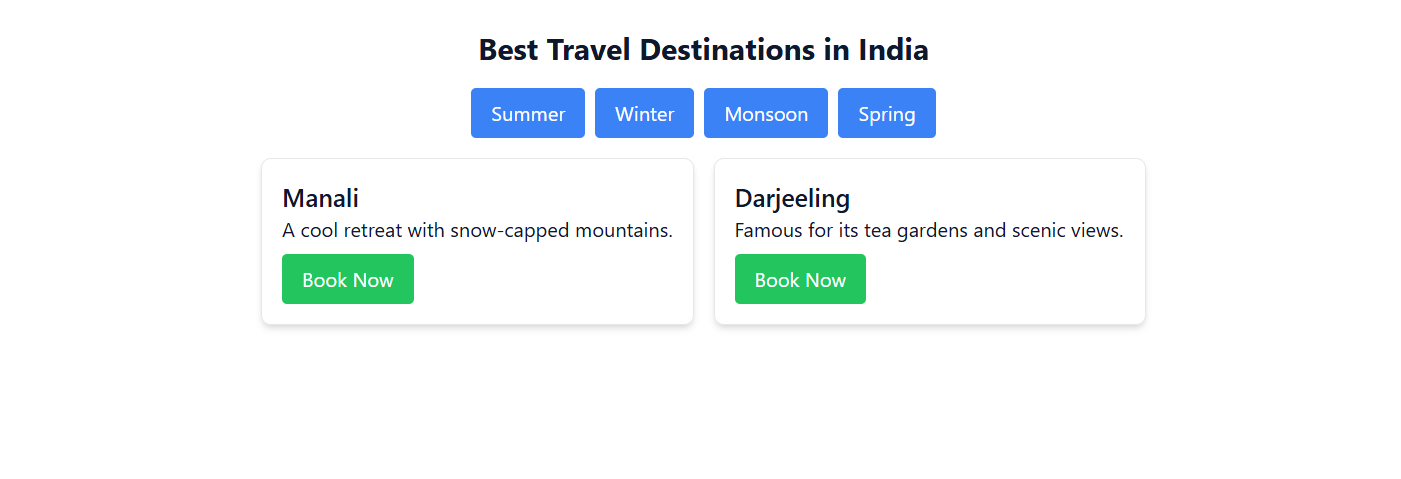 Best Travel Destinations in India
Summer Winter Monsoon Spring
Manali
A cool retreat with snow-capped mountains.
Book Now
Darjeeling
Famous for its tea gardens and scenic views.
Book Now